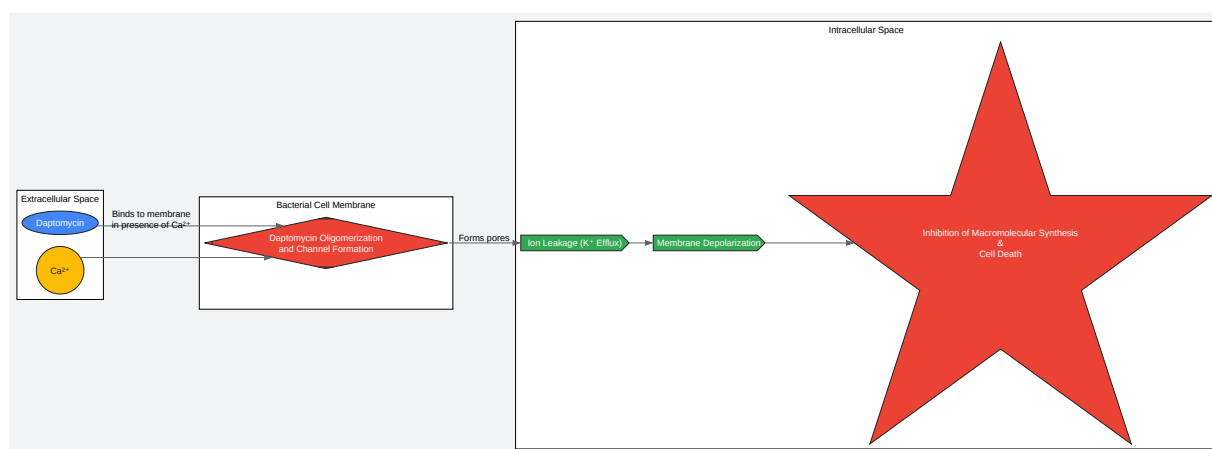 Intracellular Space
Extracellular Space
Daptomycin
Ca²⁺
Binds to membrane
in presence of Ca²⁺
Bacterial Cell Membrane
Daptomycin Oligomerization
and Channel Formation
Forms pores
Ion Leakage (K⁺ Efflux)
Membrane Depolarization
Inhibition of Macromolecular Synthesis
&
Cell Death